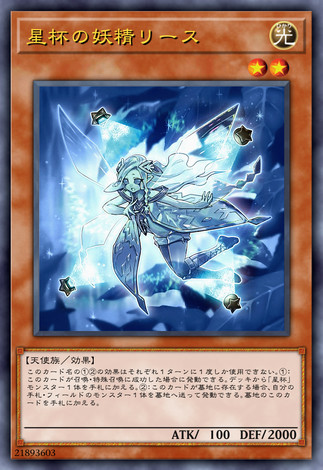 星杯の妖精リース
光
【天使族／効果】
このカード名の①②の効果はそれぞれ１ターンに１度しか使用できない。①：
このカードが召喚・特殊召喚に成功した場合に発動できる。デッキから「星杯」
モンスター１体を手札に加える。②：このカードが墓地に存在する場合、自分の
手札・フィールドのモンスター１体を墓地へ送って発動できる。墓地のこのカ
ードを手札に加える。
ATK/ 100 DEF/2000
21893603